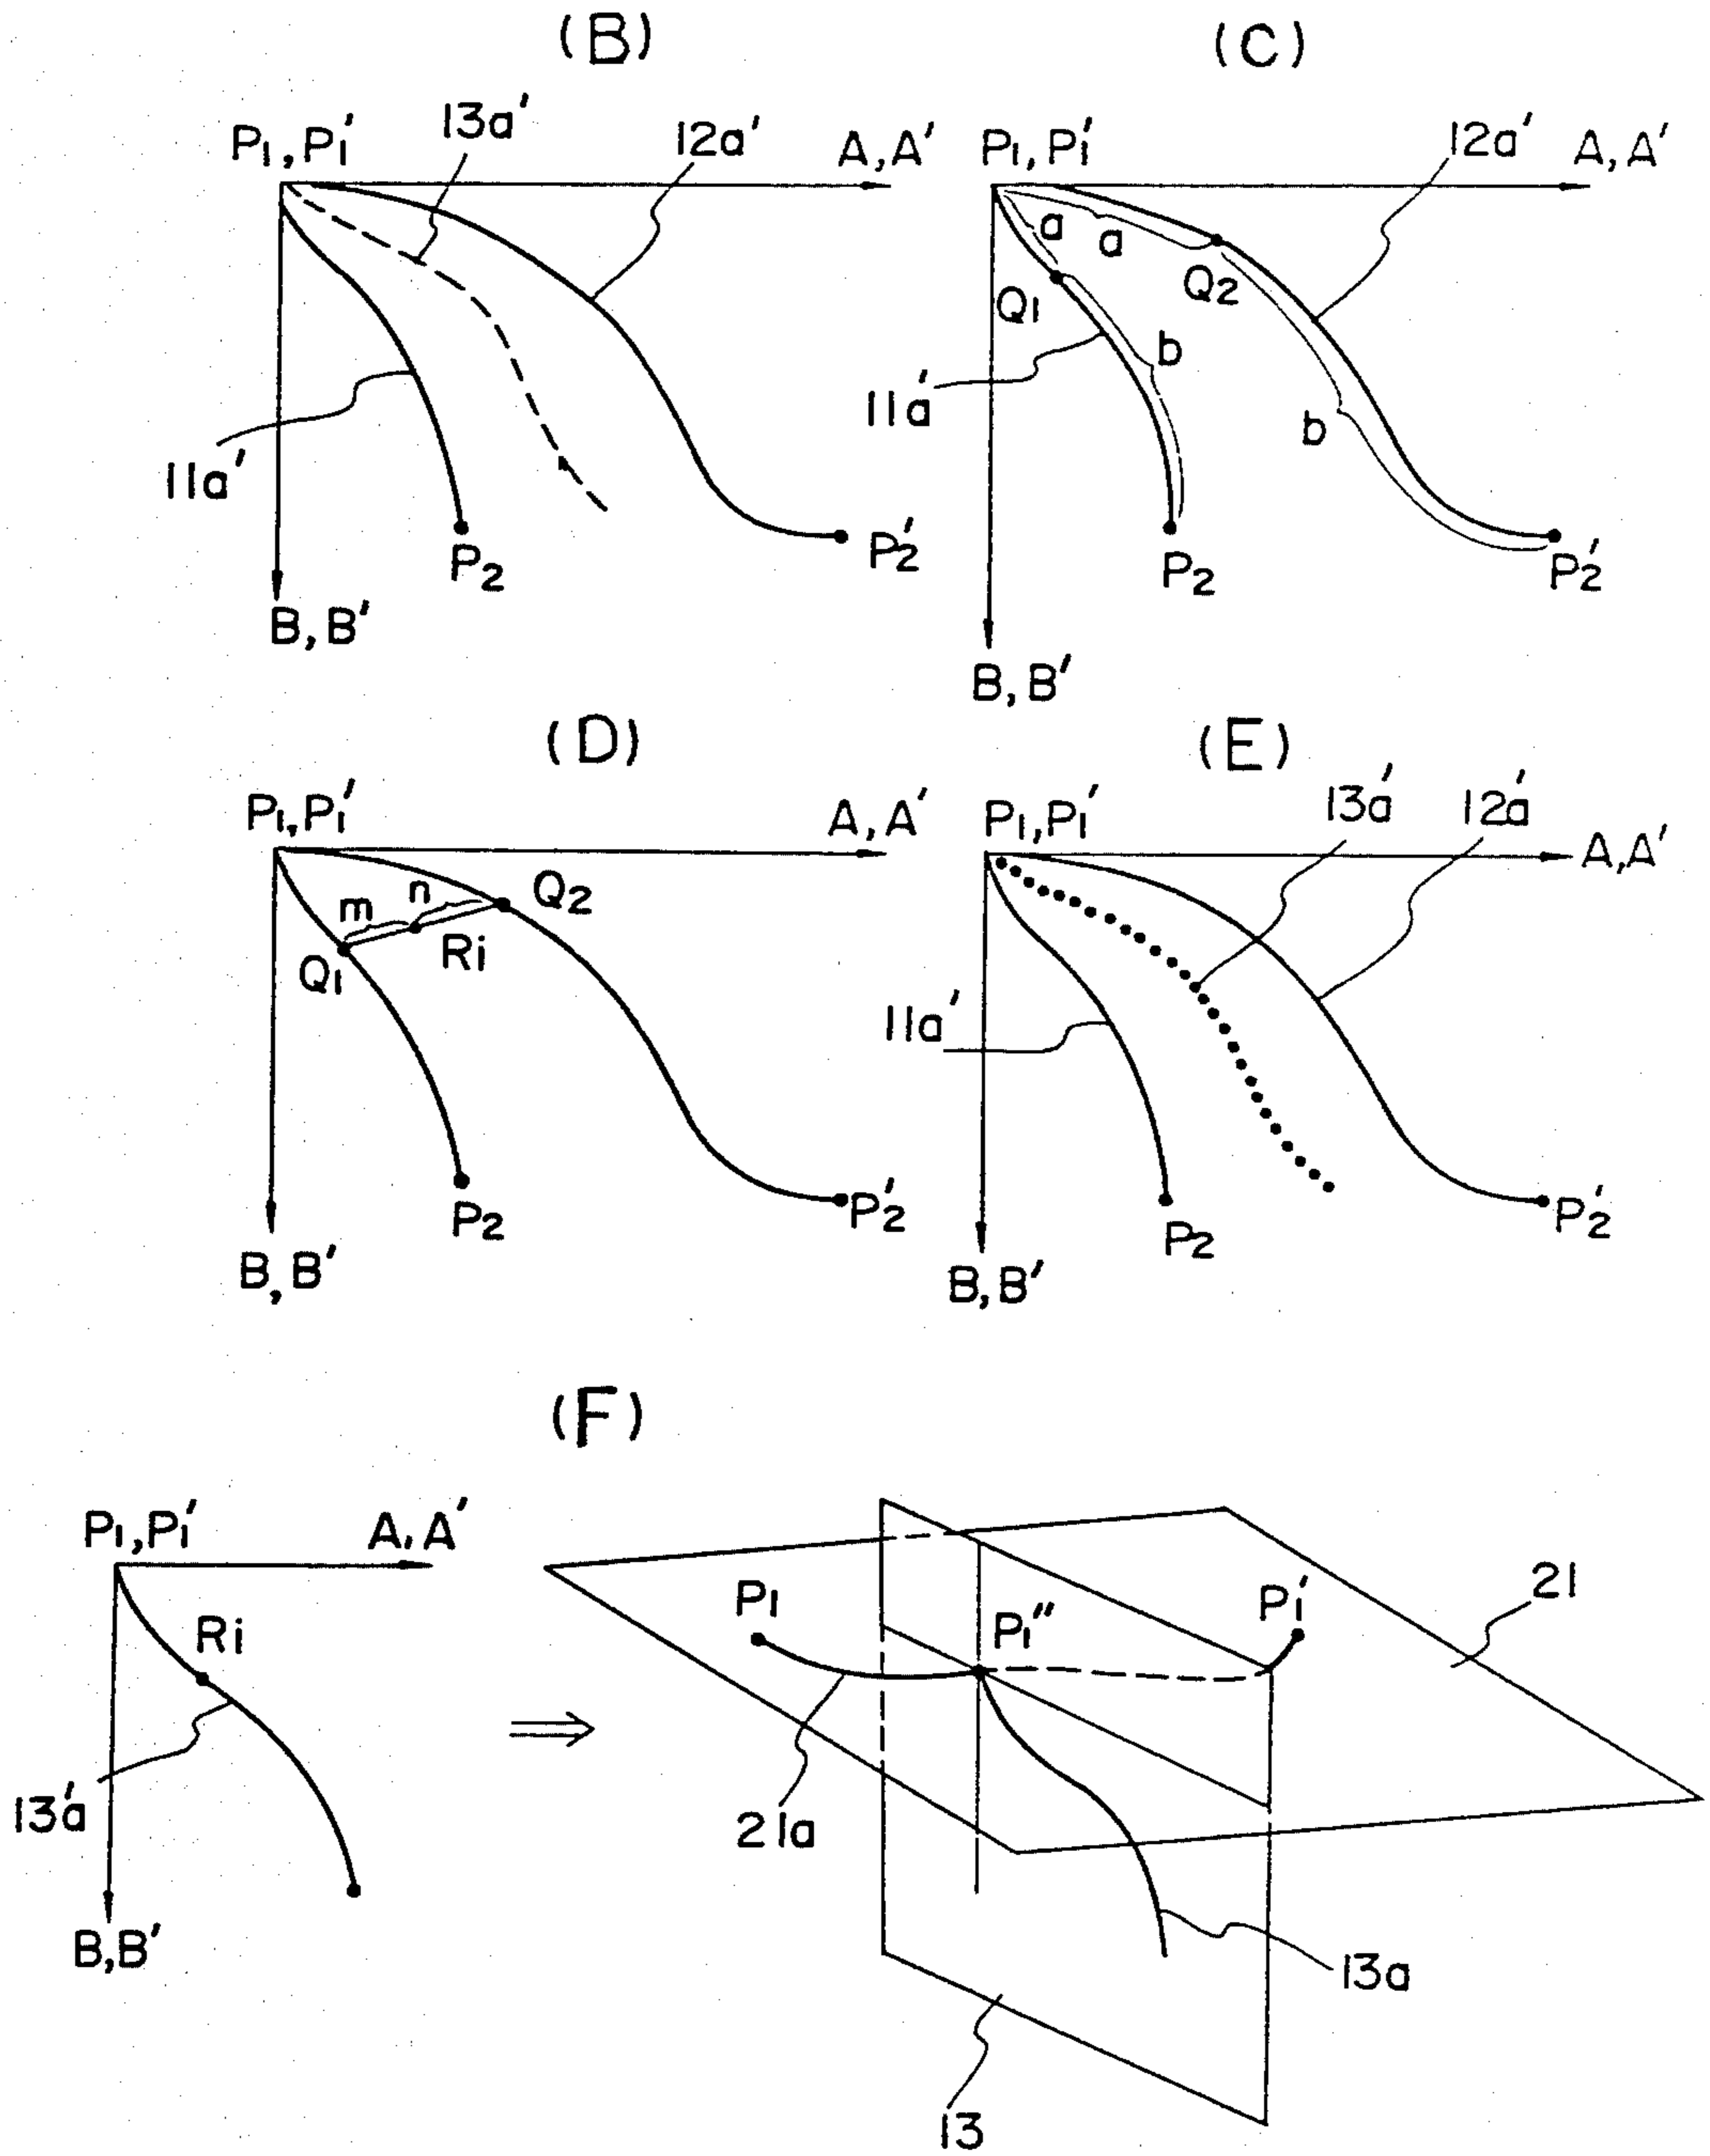 (B)
(C)
13a'
12a'
P1, P1'
A, A'
11a'
P2
P2'
B, B'
12a'
P1, P1'
A, A'
a
a
Q2
Q1
b
11a'
b
P2
P2'
B, B'
(D)
(E)
P1, P1'
A, A'
n
Q2
m
Ri
Q1
P2
P2'
B, B'
13a'
12a'
P1, P1'
A, A'
11a'
P2
P2'
B, B'
(F)
P1, P1'
A, A'
Ri
13a'
B, B'
P1
P1''
P1'
21
21a
13a
13